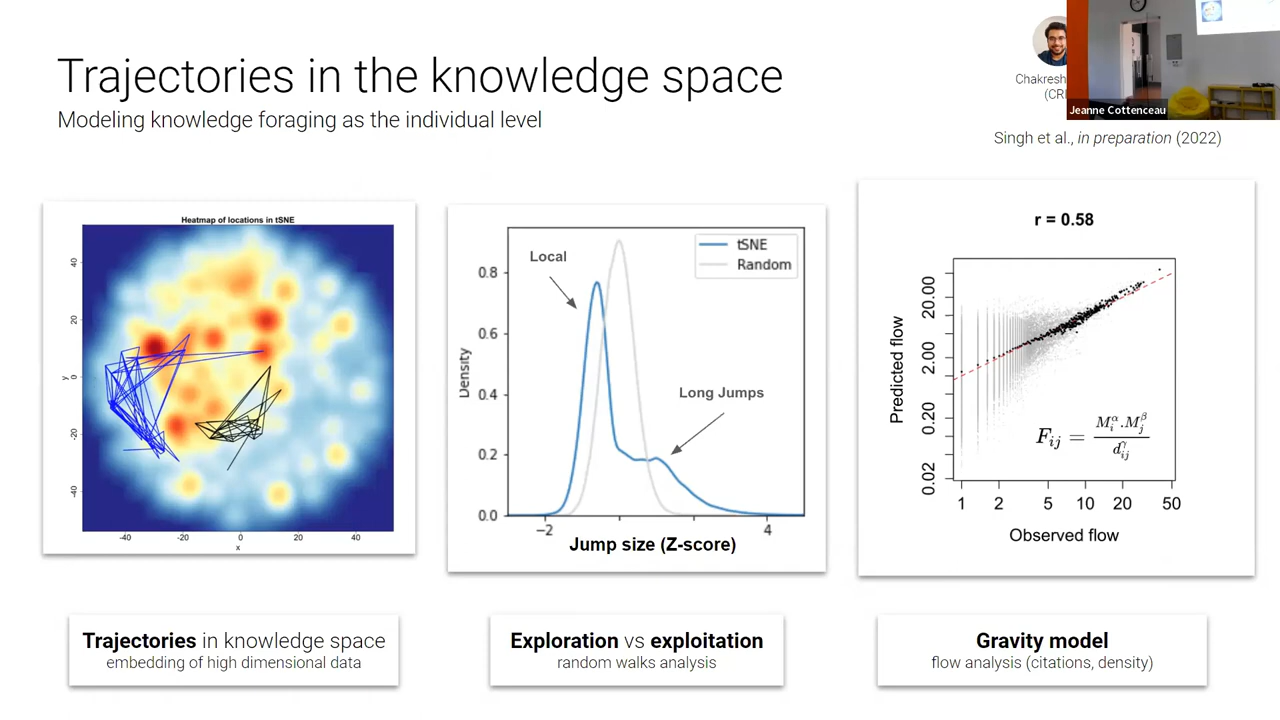 Trajectories in the knowledge space
Modeling knowledge foraging as the individual level
Chakresh
(CRI
Jeanne Cottenceau
Singh et al., in preparation (2022)
Heatmap of locations in tSNE
40
20
0
-20
-40
y
-40 -20 0 20 40
x
Local
tSNE
Random
Long Jumps
0.8
0.6
0.4
0.2
0.0
Density
−2 4
Jump size (Z-score)
r = 0.58
20.00
2.00
0.20
0.02
Predicted flow
F_ij = M_i^α . M_j^β / d_ij^γ
1 2 5 10 20 50
Observed flow
Trajectories in knowledge space
embedding of high dimensional data
Exploration vs exploitation
random walks analysis
Gravity model
flow analysis (citations, density)